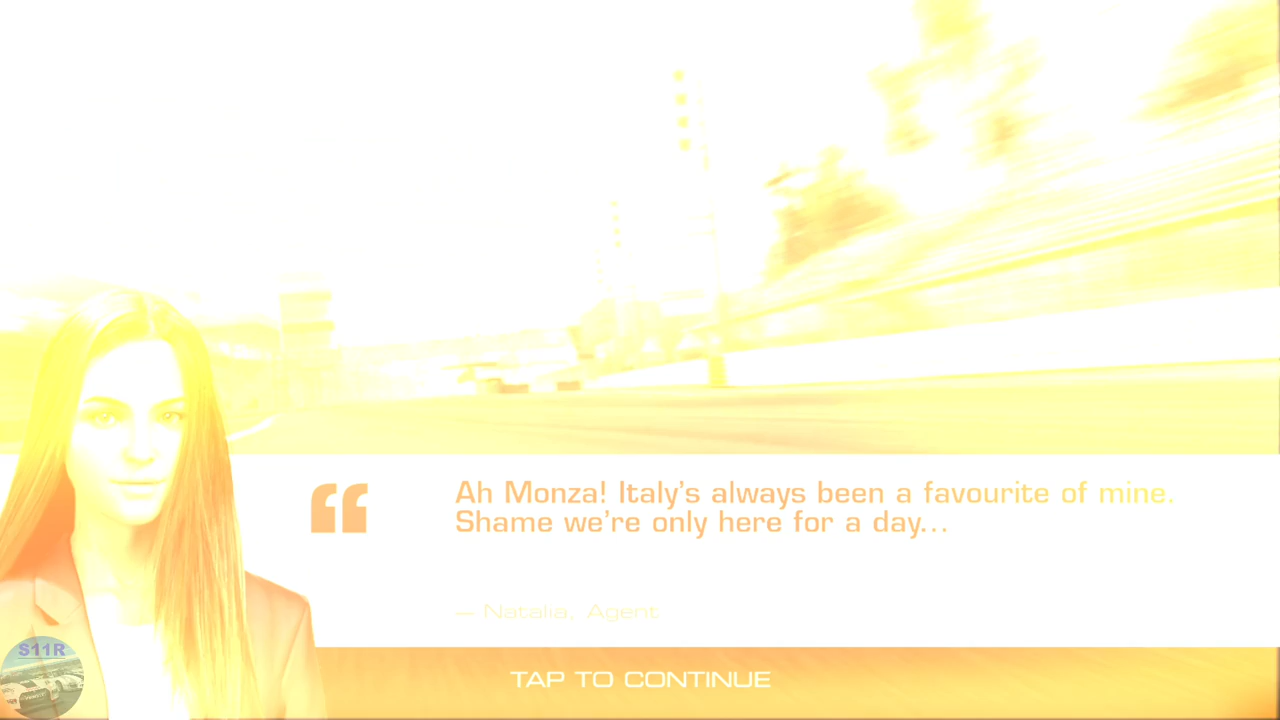 Ah Monza! Italy's always been a favourite of mine.
Shame we're only here for a day...
— Natalia, Agent
TAP TO CONTINUE
S11R